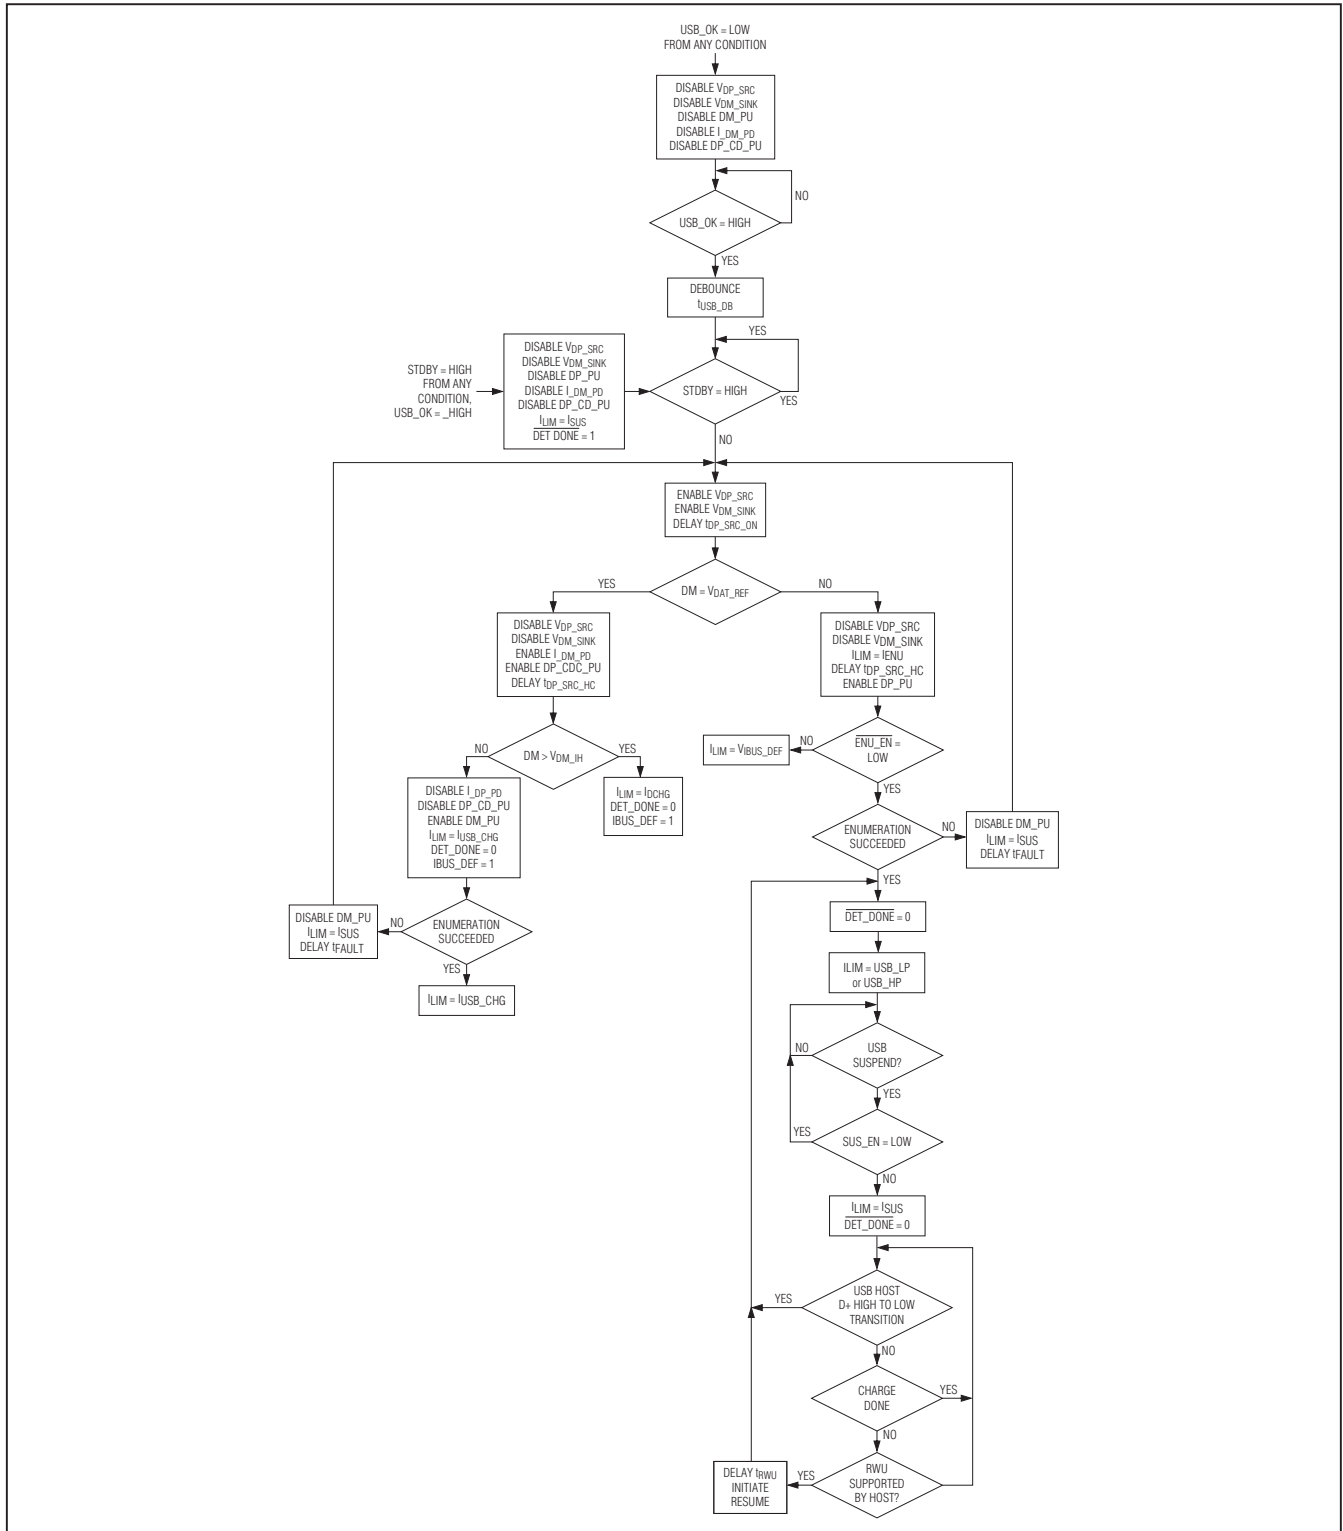 USB_OK = LOW
FROM ANY CONDITION
DISABLE VDP_SRC
DISABLE VDM_SINK
DISABLE DM_PU
DISABLE I_DM_PD
DISABLE DP_CD_PU
NO
USB_OK = HIGH
YES
DEBOUNCE
tUSB_DB
YES
STDBY = HIGH
FROM ANY
CONDITION,
USB_OK = _HIGH
DISABLE VDP_SRC
DISABLE VDM_SINK
DISABLE DP_PU
DISABLE I_DM_PD
DISABLE DP_CD_PU
ILIM = ISUS
DET DONE = 1
STDBY = HIGH
YES
NO
ENABLE VDP_SRC
ENABLE VDM_SINK
DELAY tDP_SRC_ON
YES
DM = VDAT_REF
NO
DISABLE VDP_SRC
DISABLE VDM_SINK
ENABLE I_DM_PD
ENABLE DP_CDC_PU
DELAY tDP_SRC_HC
DISABLE VDP_SRC
DISABLE VDM_SINK
ILIM = IENU
DELAY tDP_SRC_HC
ENABLE DP_PU
NO
DM > VDM_IH
YES
ILIM = VIBUS_DEF
NO
ENU_EN =
LOW
YES
DISABLE I_DP_PD
DISABLE DP_CD_PU
ENABLE DM_PU
ILIM = IUSB_CHG
DET_DONE = 0
IBUS_DEF = 1
ILIM = IDCHG
DET_DONE = 0
IBUS_DEF = 1
ENUMERATION
SUCCEEDED
NO
DISABLE DM_PU
ILIM = ISUS
DELAY tFAULT
YES
DISABLE DM_PU
ILIM = ISUS
DELAY tFAULT
NO
ENUMERATION
SUCCEEDED
YES
ILIM = IUSB_CHG
DET_DONE = 0
ILIM = USB_LP
or USB_HP
NO
USB
SUSPEND?
YES
YES
SUS_EN = LOW
NO
ILIM = ISUS
DET_DONE = 0
YES
USB HOST
D+ HIGH TO LOW
TRANSITION
NO
CHARGE
DONE
YES
NO
DELAY tRWU
INITIATE
RESUME
YES
RWU
SUPPORTED
BY HOST?